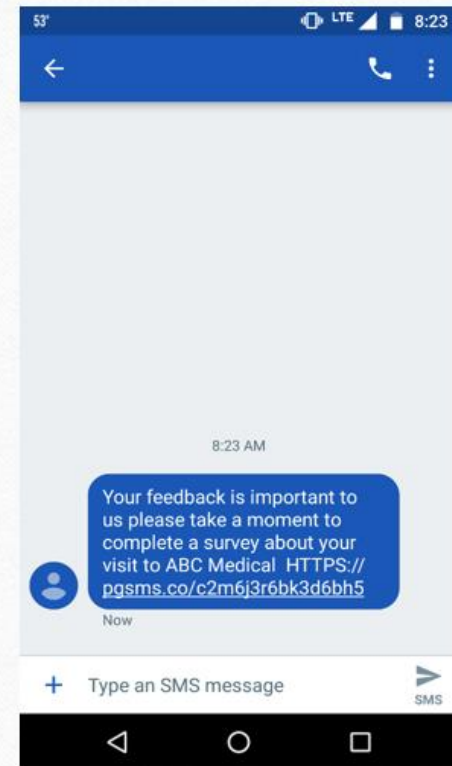 53°
LTE
8:23
8:23 AM
Your feedback is important to
us please take a moment to
complete a survey about your
visit to ABC Medical  HTTPS://
pgsms.co/c2m6j3r6bk3d6bh5
Now
Type an SMS message
SMS